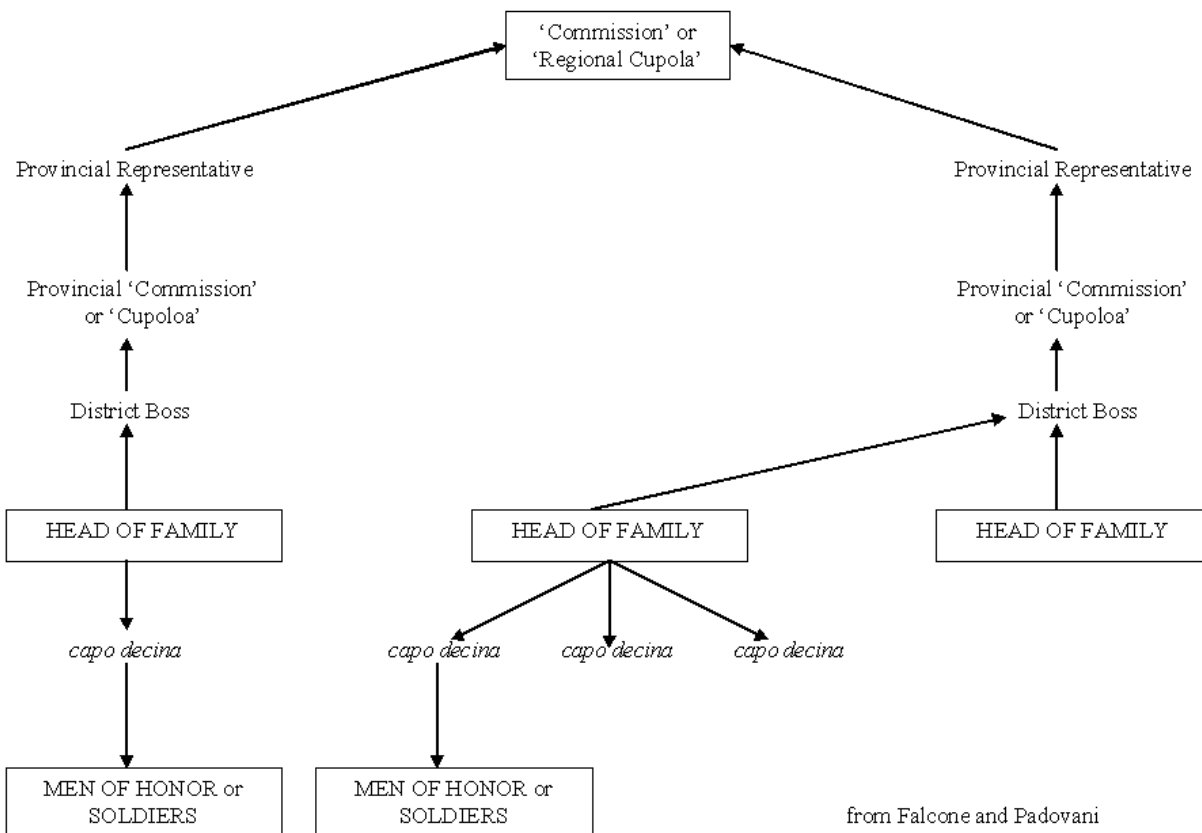 ‘Commission’ or
‘Regional Cupola’
Provincial Representative
Provincial Representative
Provincial ‘Commission’
or ‘Cupoloa’
Provincial ‘Commission’
or ‘Cupoloa’
District Boss
District Boss
HEAD OF FAMILY
HEAD OF FAMILY
HEAD OF FAMILY
capo decina
capo decina
capo decina
capo decina
MEN OF HONOR or
SOLDIERS
MEN OF HONOR or
SOLDIERS
from Falcone and Padovani